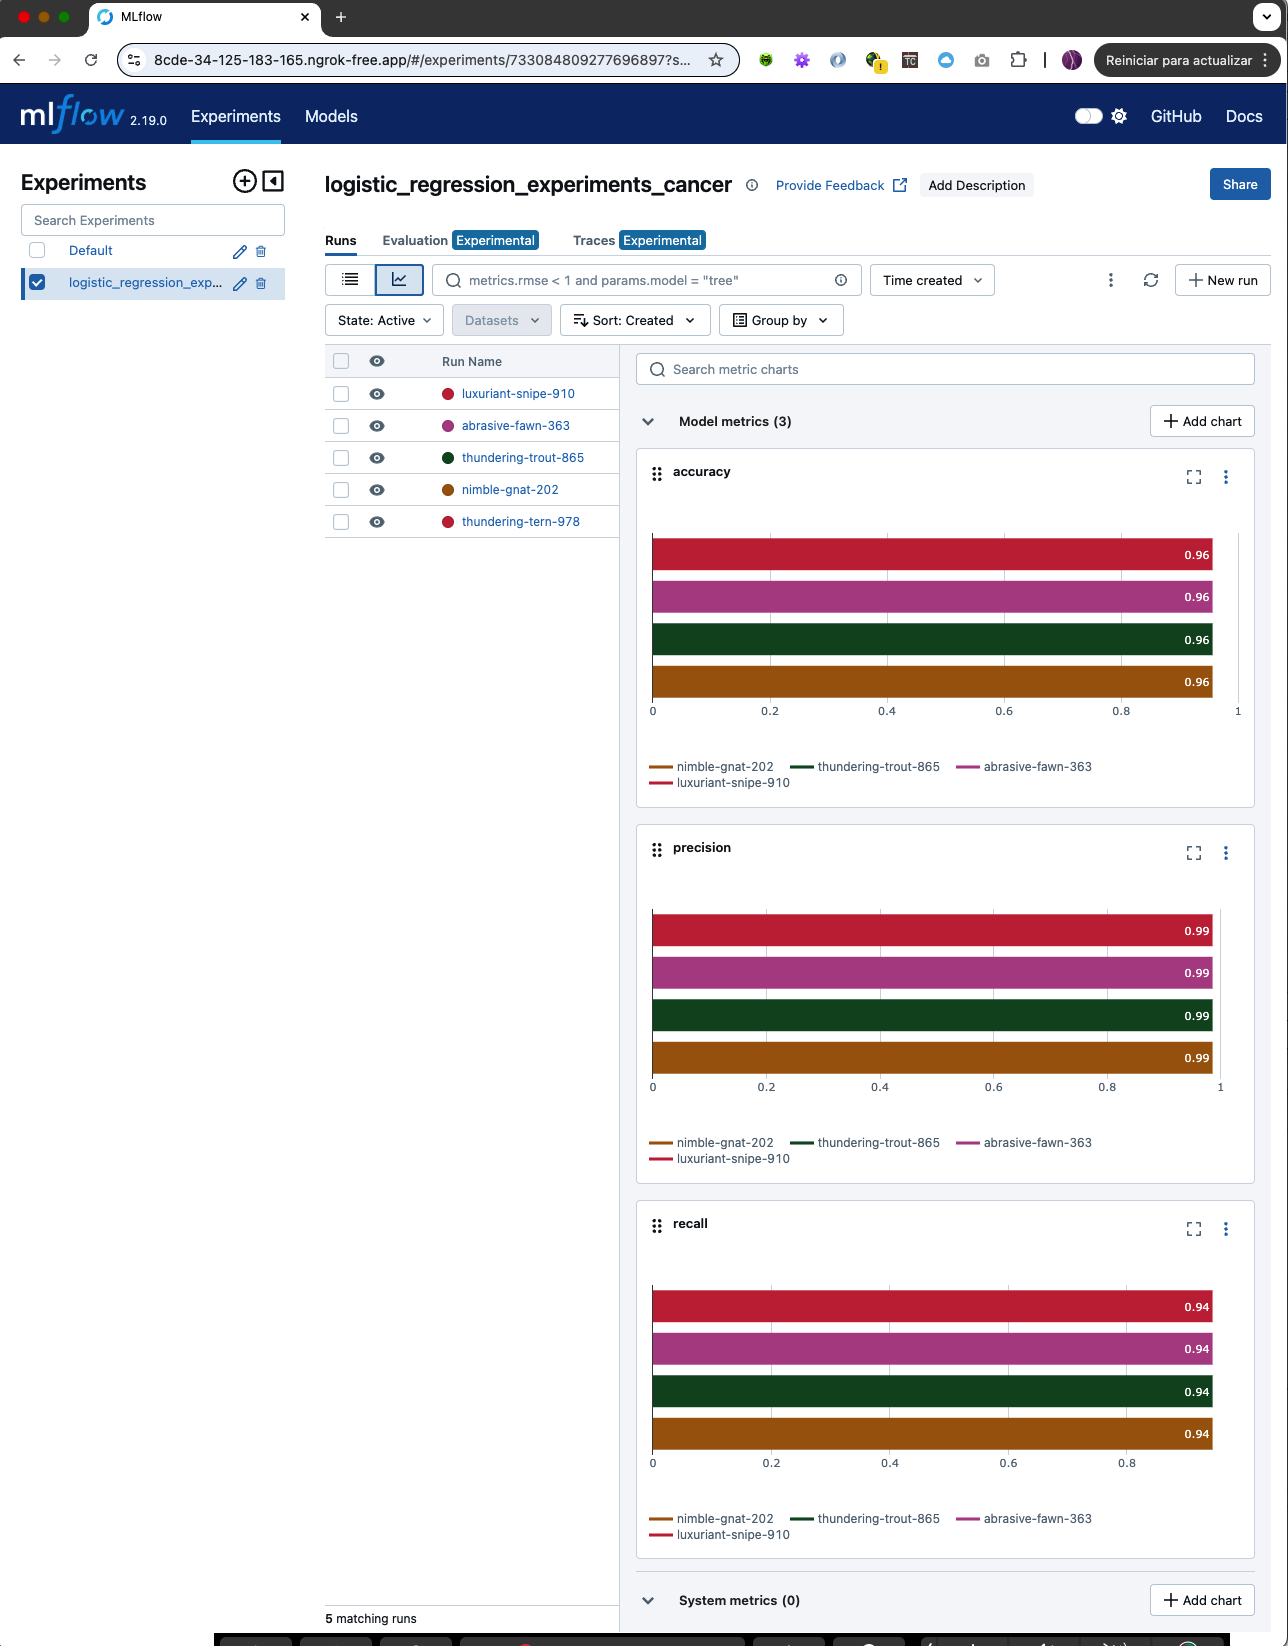 MLflow
8cde-34-125-183-165.ngrok-free.app/#/experiments/733084809277696897?s...
TC
Reiniciar para actualizar
mlflow 2.19.0
Experiments
Models
GitHub
Docs
Experiments
Search Experiments
Default
logistic_regression_exp...
logistic_regression_experiments_cancer
Provide Feedback
Add Description
Share
Runs
Evaluation Experimental
Traces Experimental
metrics.rmse < 1 and params.model = "tree"
Time created
New run
State: Active
Datasets
Sort: Created
Group by
Run Name
luxuriant-snipe-910
abrasive-fawn-363
thundering-trout-865
nimble-gnat-202
thundering-tern-978
5 matching runs
Search metric charts
Model metrics (3)
Add chart
accuracy
0.96
0.96
0.96
0.96
0 0.2 0.4 0.6 0.8 1
nimble-gnat-202 thundering-trout-865 abrasive-fawn-363
luxuriant-snipe-910
precision
0.99
0.99
0.99
0.99
0 0.2 0.4 0.6 0.8 1
nimble-gnat-202 thundering-trout-865 abrasive-fawn-363
luxuriant-snipe-910
recall
0.94
0.94
0.94
0.94
0 0.2 0.4 0.6 0.8
nimble-gnat-202 thundering-trout-865 abrasive-fawn-363
luxuriant-snipe-910
System metrics (0)
Add chart